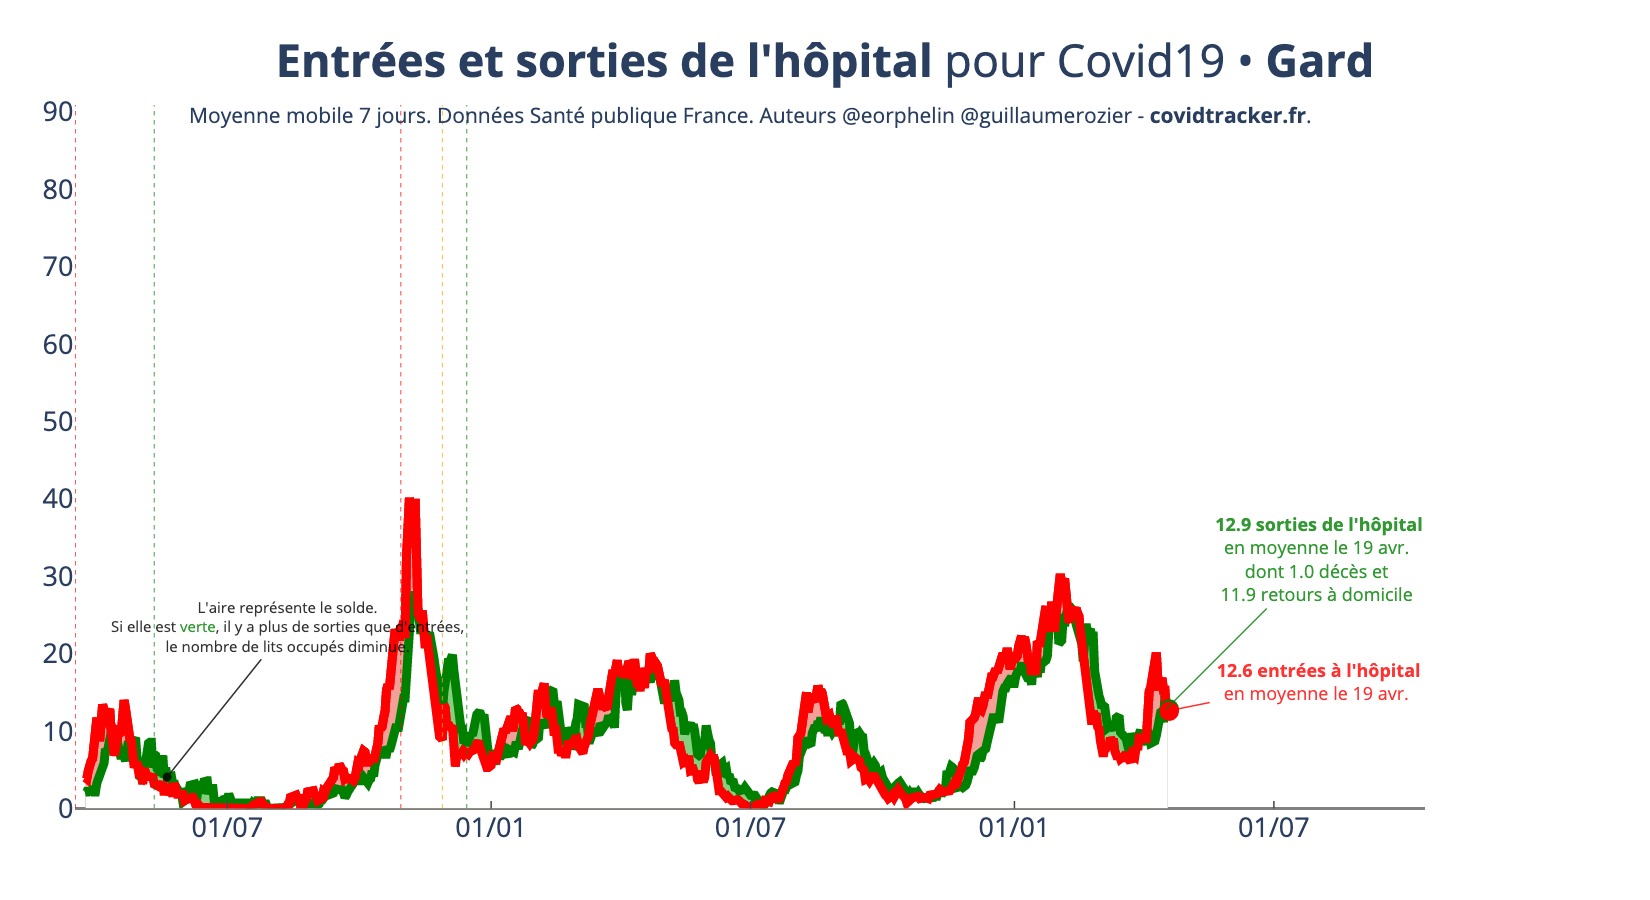 Entrées et sorties de l'hôpital pour Covid19 • Gard
Moyenne mobile 7 jours. Données Santé publique France. Auteurs @eorphelin @guillaumerozier - covidtracker.fr.
90
80
70
60
50
40
30
20
10
0
L'aire représente le solde.
Si elle est verte, il y a plus de sorties que d'entrées,
le nombre de lits occupés diminue.
12.9 sorties de l'hôpital
en moyenne le 19 avr.
dont 1.0 décès et
11.9 retours à domicile
12.6 entrées à l'hôpital
en moyenne le 19 avr.
01/07
01/01
01/07
01/01
01/07